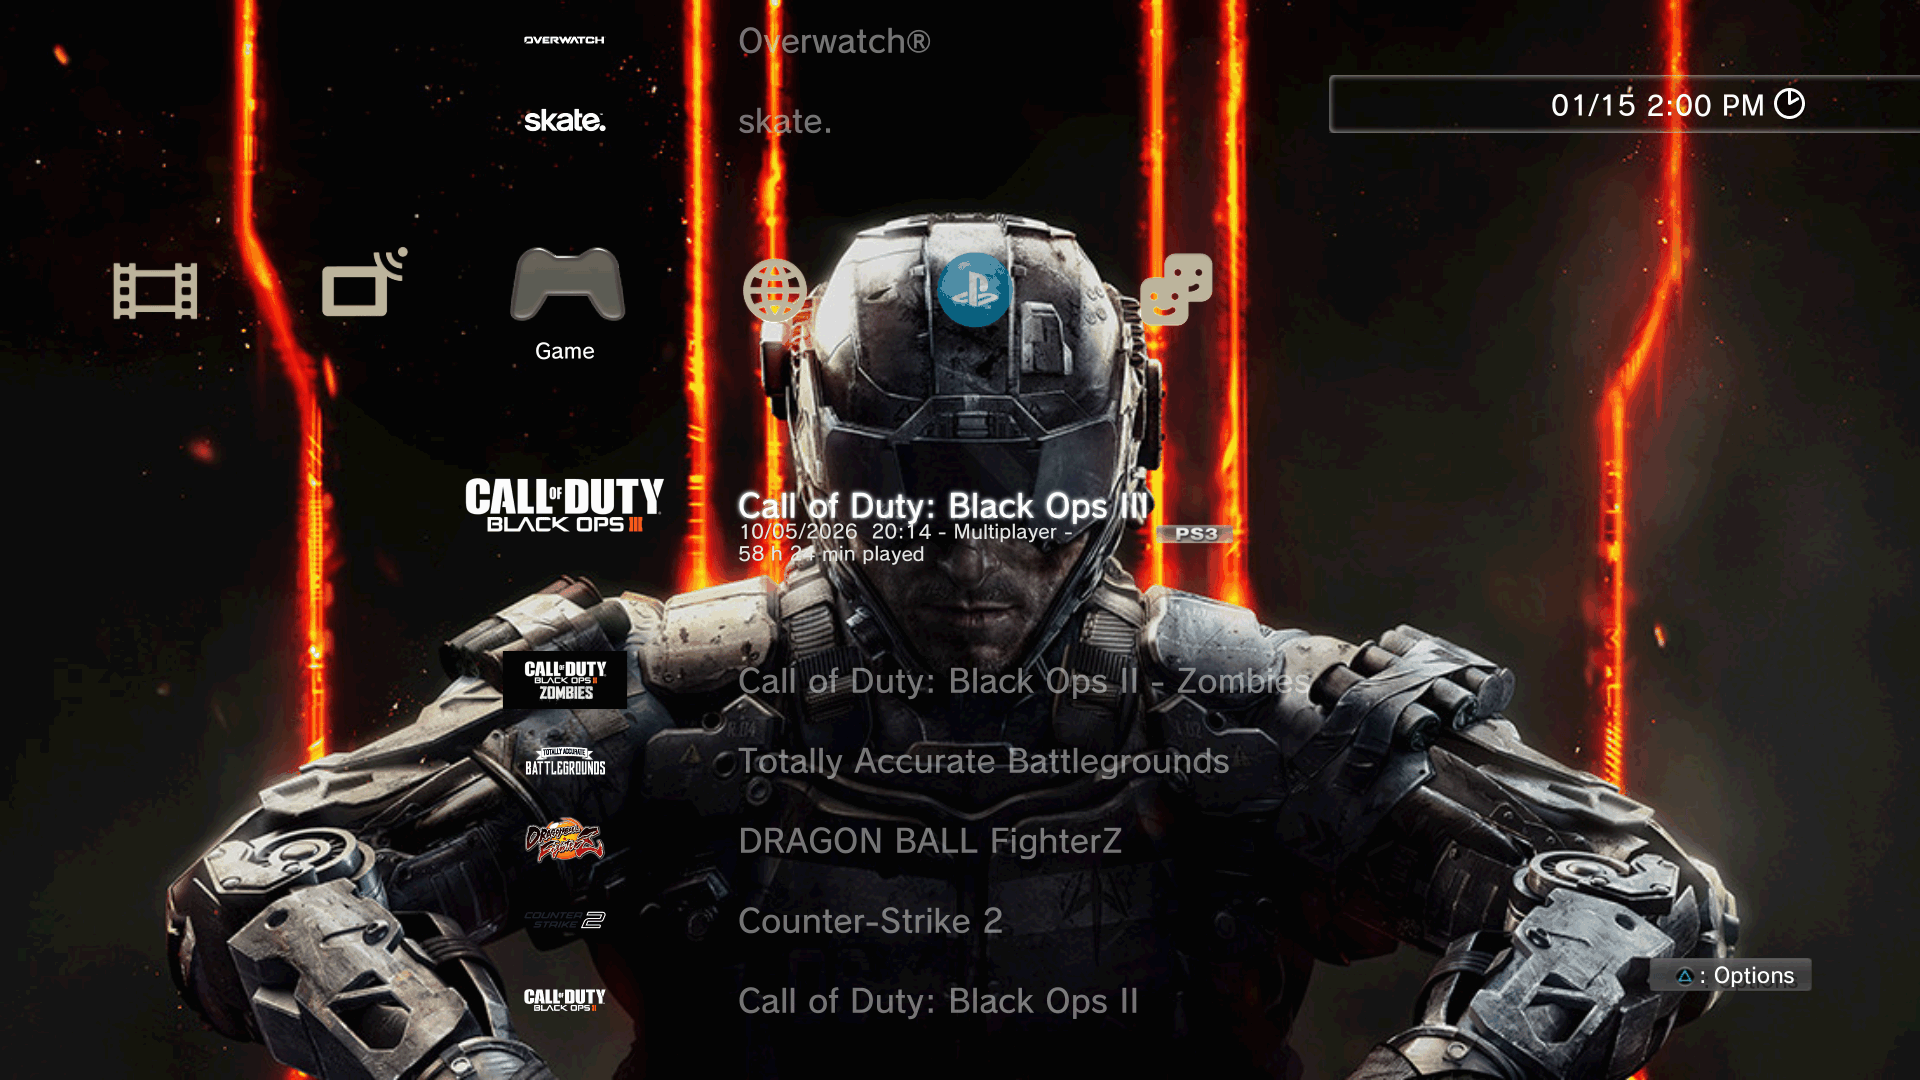 OVERWATCH
Overwatch®
skate.
skate.
01/15 2:00 PM
Game
CALL OF DUTY
BLACK OPS III
Call of Duty: Black Ops III
10/05/2026 20:14 - Multiplayer -
58 h 24 min played
PS3
CALL OF DUTY
BLACK OPS II
ZOMBIES
Call of Duty: Black Ops II - Zombies
TOTALLY ACCURATE
BATTLEGROUNDS
Totally Accurate Battlegrounds
DRAGONBALL
FighterZ
DRAGON BALL FighterZ
COUNTER
STRIKE 2
Counter-Strike 2
: Options
CALL OF DUTY
BLACK OPS II
Call of Duty: Black Ops II